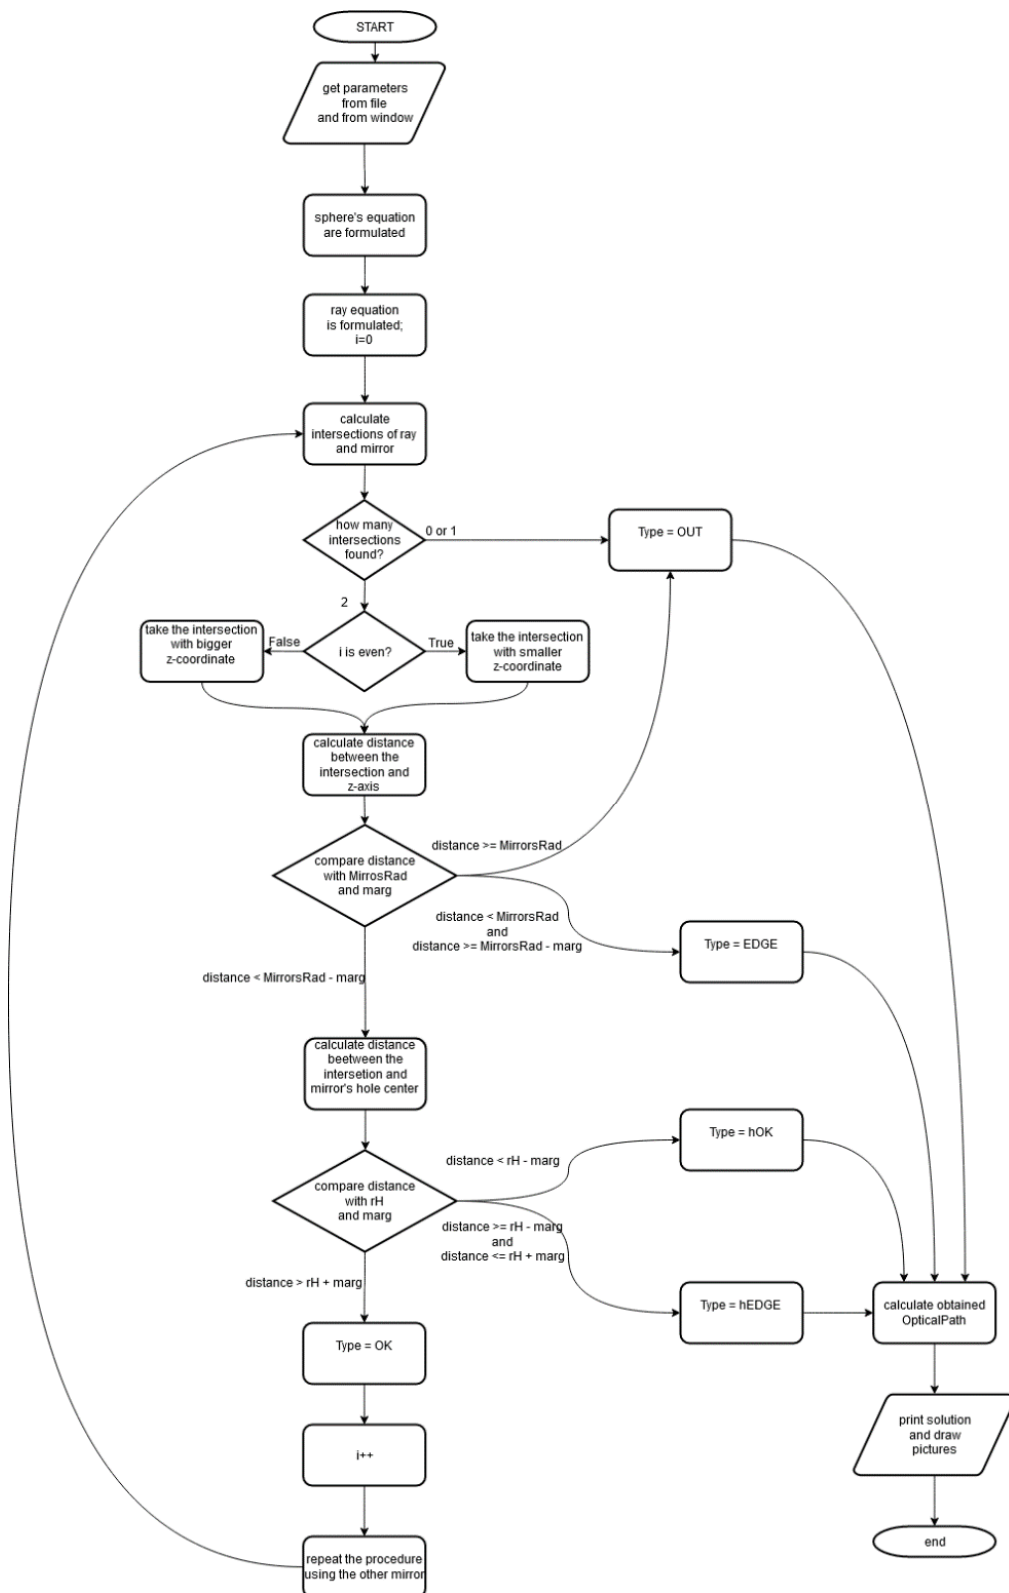 START
get parameters
from file
and from window
sphere's equation
are formulated
ray equation
is formulated;
i=0
calculate
intersections of ray
and mirror
how many
intersections
found?
0 or 1
Type = OUT
2
take the intersection
with bigger
z-coordinate
False
i is even?
True
take the intersection
with smaller
z-coordinate
calculate distance
between the
intersection and
z-axis
compare distance
with MirrosRad
and marg
distance >= MirrorsRad
distance < MirrorsRad
and
distance >= MirrorsRad - marg
Type = EDGE
distance < MirrorsRad - marg
calculate distance
beetween the
intersetion and
mirror's hole center
compare distance
with rH
and marg
distance < rH - marg
Type = hOK
distance >= rH - marg
and
distance <= rH + marg
Type = hEDGE
distance > rH + marg
calculate obtained
OpticalPath
Type = OK
print solution
and draw
pictures
i++
end
repeat the procedure
using the other mirror